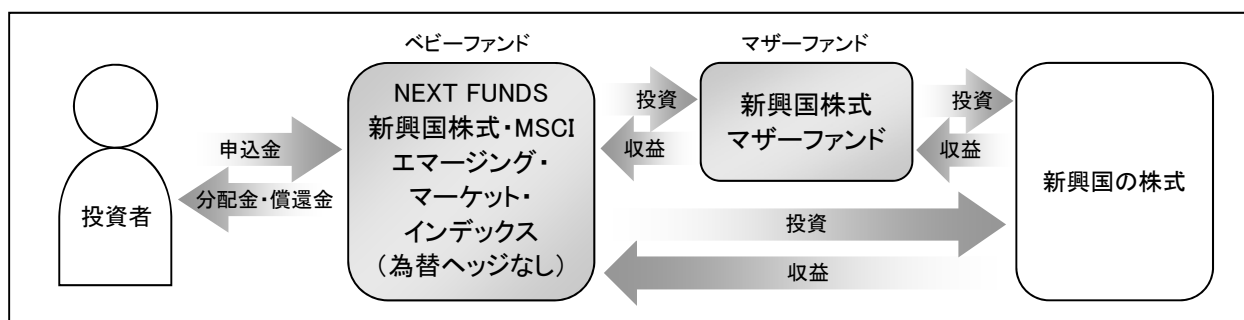 ベビーファンド
マザーファンド
NEXT FUNDS
新興国株式・MSCI
エマージング・
マーケット・
インデックス
（為替ヘッジなし）
投資者
申込金
分配金・償還金
投資
収益
新興国株式
マザーファンド
投資
収益
新興国の株式
投資
収益